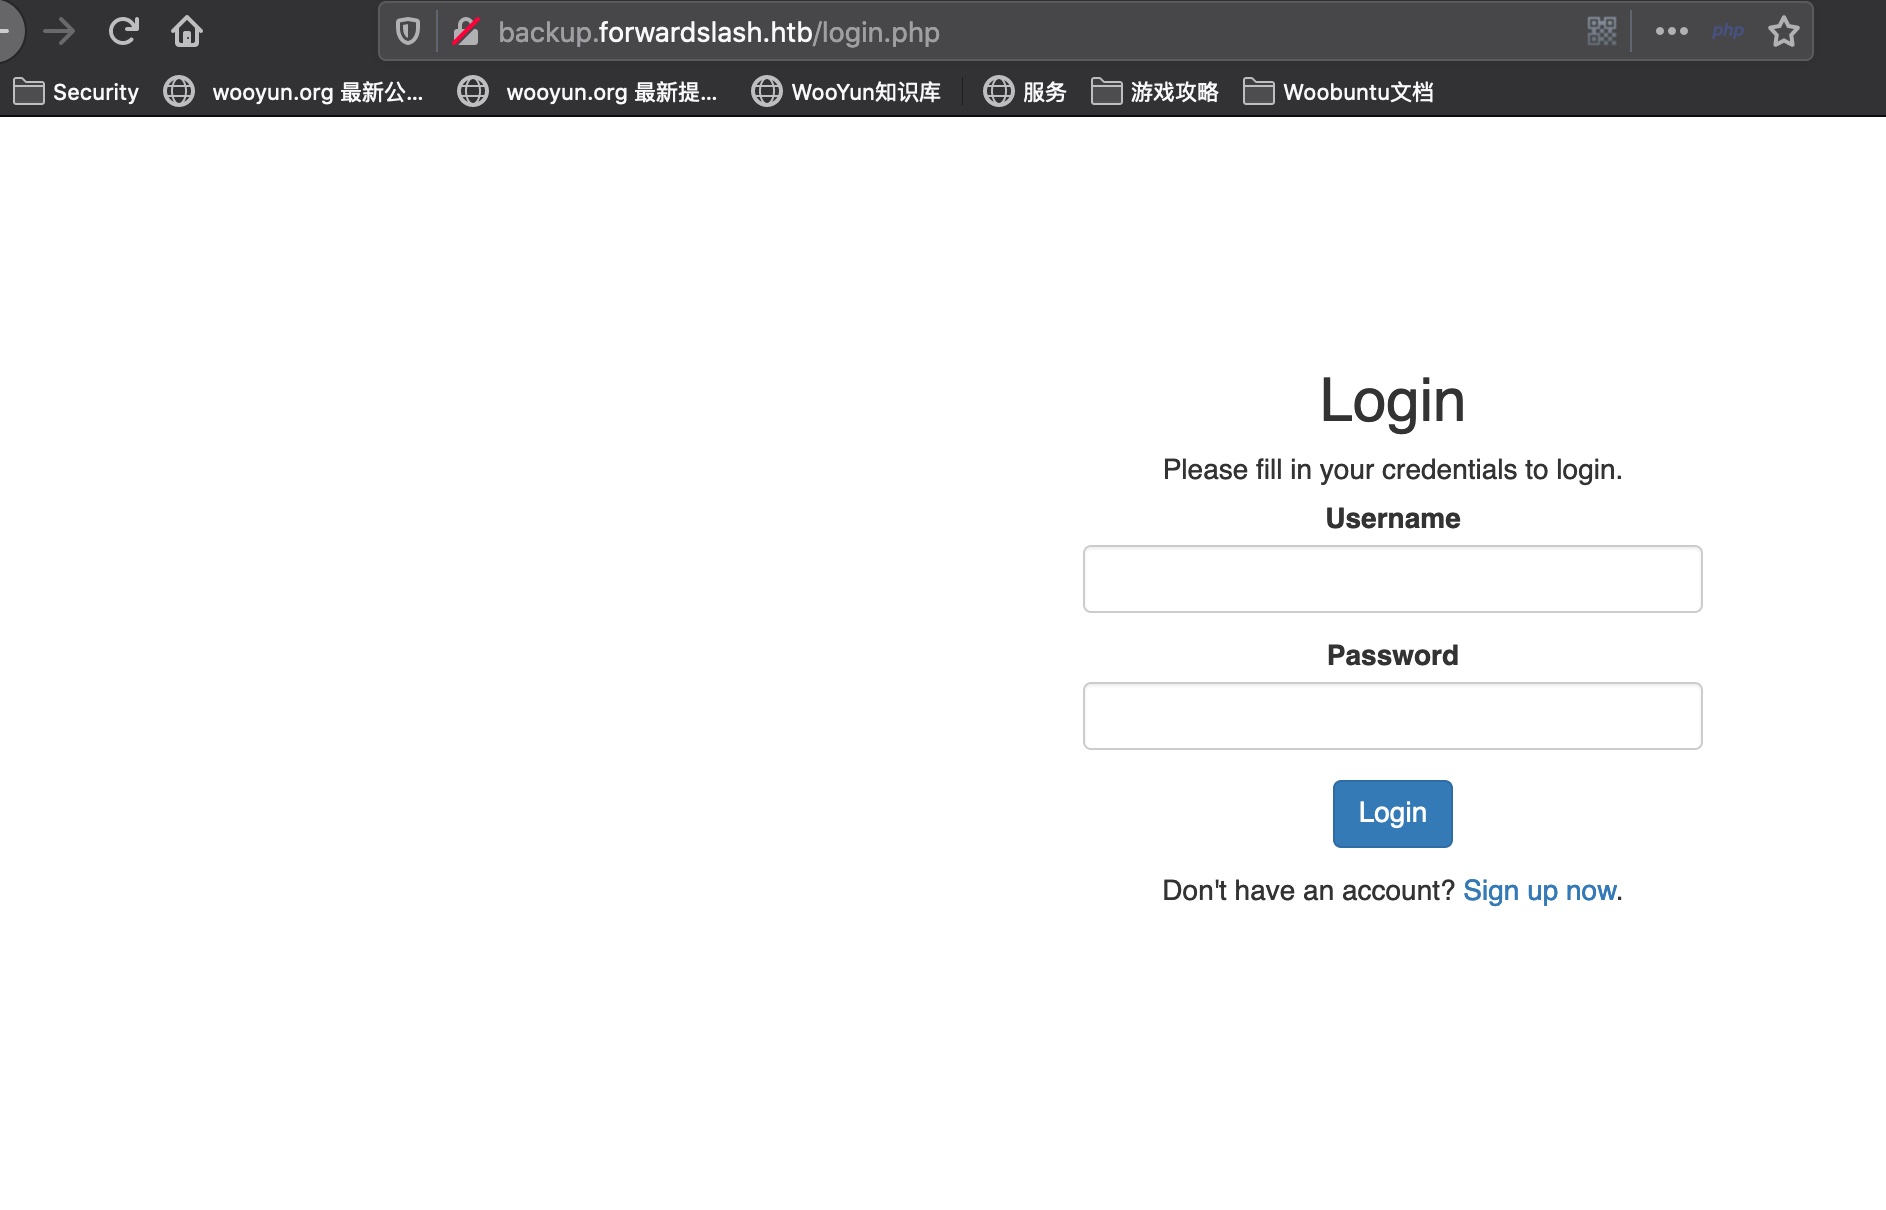 backup.forwardslash.htb/login.php
php
Security wooyun.org 最新公... wooyun.org 最新提... WooYun知识库 服务 游戏攻略 Woobuntu文档
Login
Please fill in your credentials to login.
Username
Password
Login
Don't have an account? Sign up now.